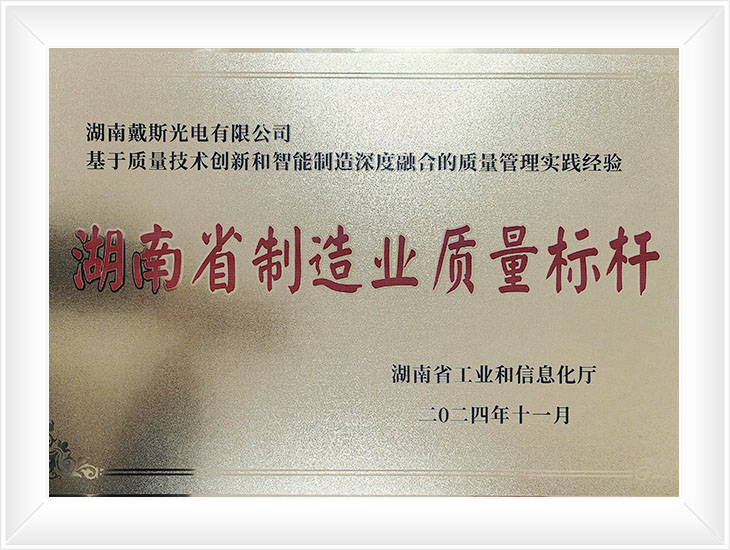 湖南戴斯光电有限公司
基于质量技术创新和智能制造深度融合的质量管理实践经验
湖南省制造业质量标杆
湖南省工业和信息化厅
二0二四年十一月